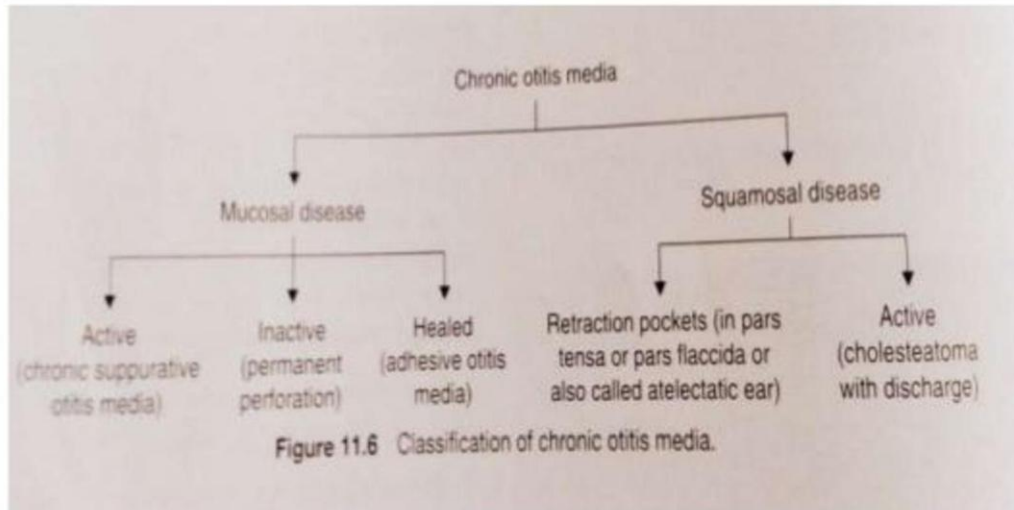 Chronic otitis media
Mucosal disease
Squamosal disease
Active
(chronic suppurative
otitis media)
Inactive
(permanent
perforation)
Healed
(adhesive otitis
media)
Retraction pockets (in pars
tensa or pars flaccida or
also called atelectatic ear)
Active
(cholesteatoma
with discharge)
Figure 11.6 Classification of chronic otitis media.